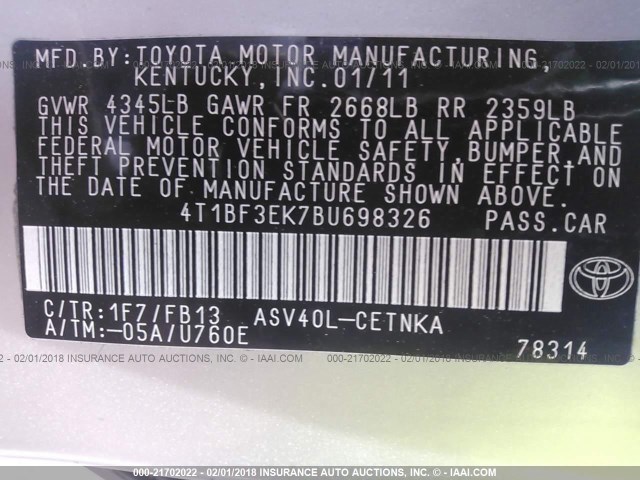 MFD.BY:TOYOTA MOTOR MANUFACTURING,
KENTUCKY,INC.01/11
GVWR 4345LB GAWR FR 2668LB RR 2359LB
THIS VEHICLE CONFORMS TO ALL APPLICABLE
FEDERAL MOTOR VEHICLE SAFETY,BUMPER,AND
THEFT PREVENTION STANDARDS IN EFFECT ON
THE DATE OF MANUFACTURE SHOWN ABOVE.
4T1BF3EK7BU698326 PASS.CAR
C/TR:1F7/FB13 ASV40L-CETNKA
A/TM:-05A/U760E
78314
000-21702022 - 02/01/2018 INSURANCE AUTO AUCTIONS - IAAI.COM